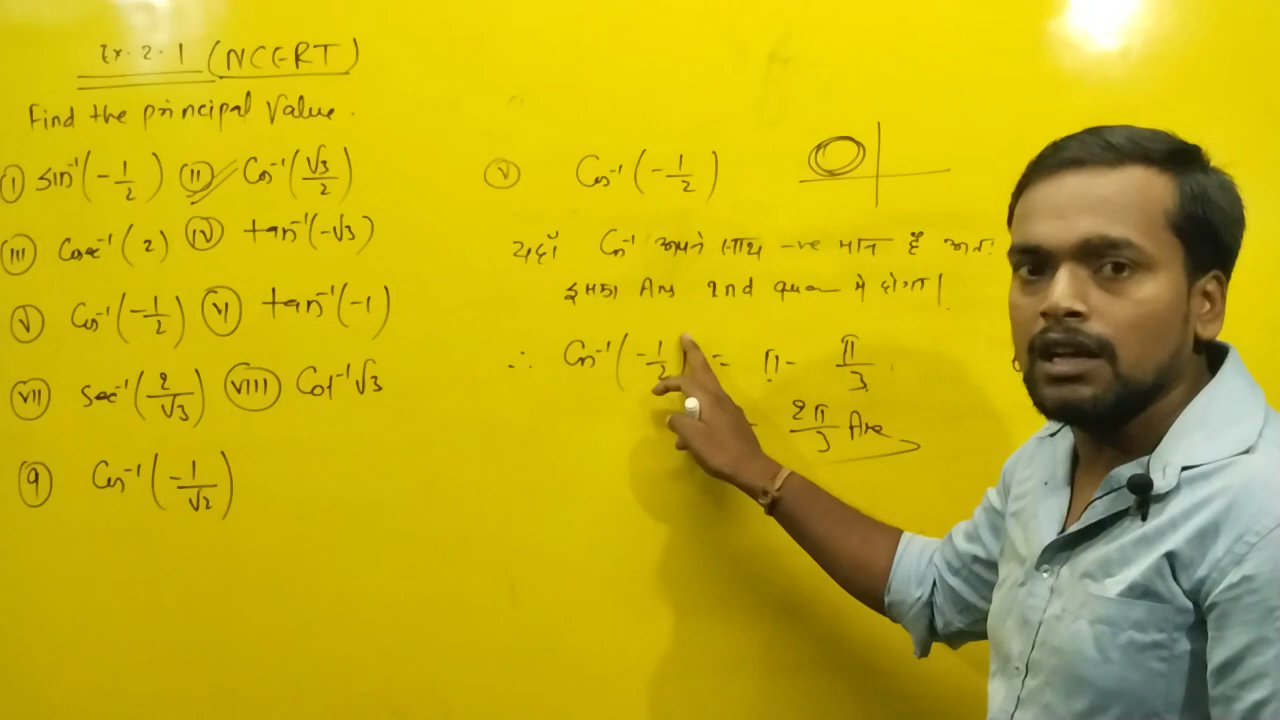 Ex. 2.1 (NCERT)
Find the principal Value.
(i) sin⁻¹(-1/2) (ii) Cos⁻¹(√3/2)
(iii) Cosec⁻¹(2) (iv) tan⁻¹(-√3)
(v) Cos⁻¹(-1/2) (vi) tan⁻¹(-1)
(vii) Sec⁻¹(2/√3) (viii) Cot⁻¹√3
(9) Cos⁻¹(-1/√2)
(v) Cos⁻¹(-1/2)
यहाँ Cos⁻¹ अपने साथ -ve मान है अतः
इसका Ans 2nd quad में होगा।
∴ Cos⁻¹(-1/2) = π - π/3
= 2π/3 Ans